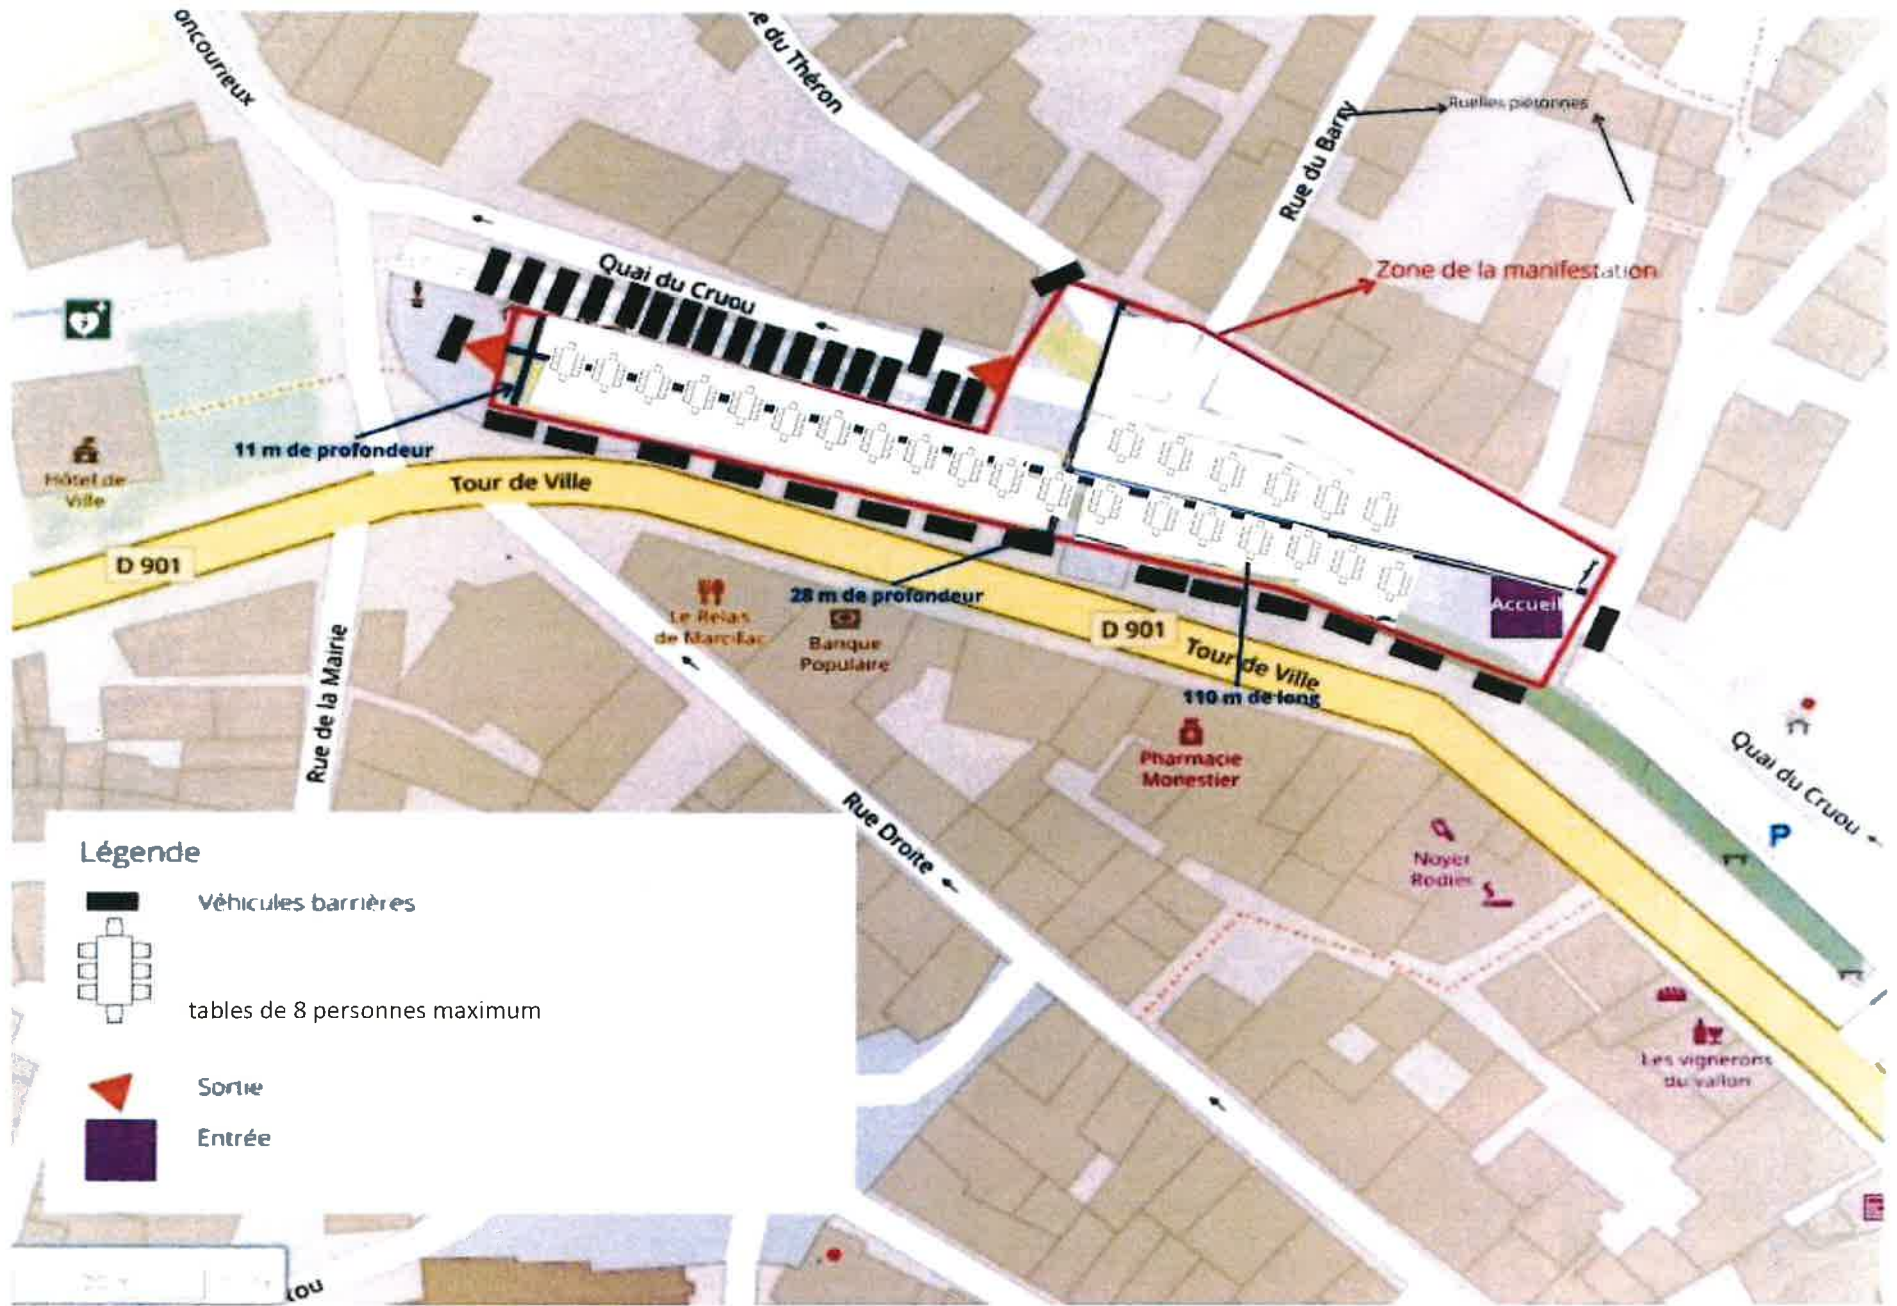 oncourieux
e du Théron
Rue du Barry
Ruelles piétonnes
Quai du Cruou
Zone de la manifestation
11 m de profondeur
Hôtel de
Ville
Tour de Ville
D 901
28 m de profondeur
Accueil
Le Relais
de Marcillac
Banque
Populaire
D 901
Tour de Ville
110 m de long
Rue de la Mairie
Pharmacie
Monestier
Quai du Cruou
P
Rue Droite
Noyer
Rodier
Les vignerons
du vallon
Légende
Véhicules barrières
tables de 8 personnes maximum
Sortie
Entrée
tou